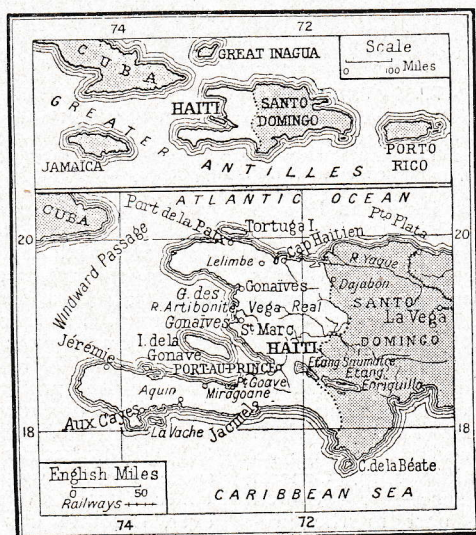 74 72
CUBA
GREAT INAGUA
Scale
0 100 Miles
GREATER ANTILLES
HAITI
SANTO DOMINGO
JAMAICA
PORTO RICO
ATLANTIC OCEAN
CUBA
Port de la Paix
Tortuga I.
Cap Haïtien
Pto Plata
20 20
Windward Passage
Lelimbe
R. Yaque
Dajabon
Gonaïves
G. des Gonaïves
R. Artibonite
Vega Real
SANTO DOMINGO
La Vega
St Marc
I. de la Gonave
HAITI
Jérémie
PORT-AU-PRINCE
Etang Saumatre
Etang Enriquillo
Pt Goave
Miragoane
Aquin
Aux Cayes
Jacmel
La Vache
18 18
C. de la Béate
English Miles
0 50
Railways
CARIBBEAN SEA
74 72